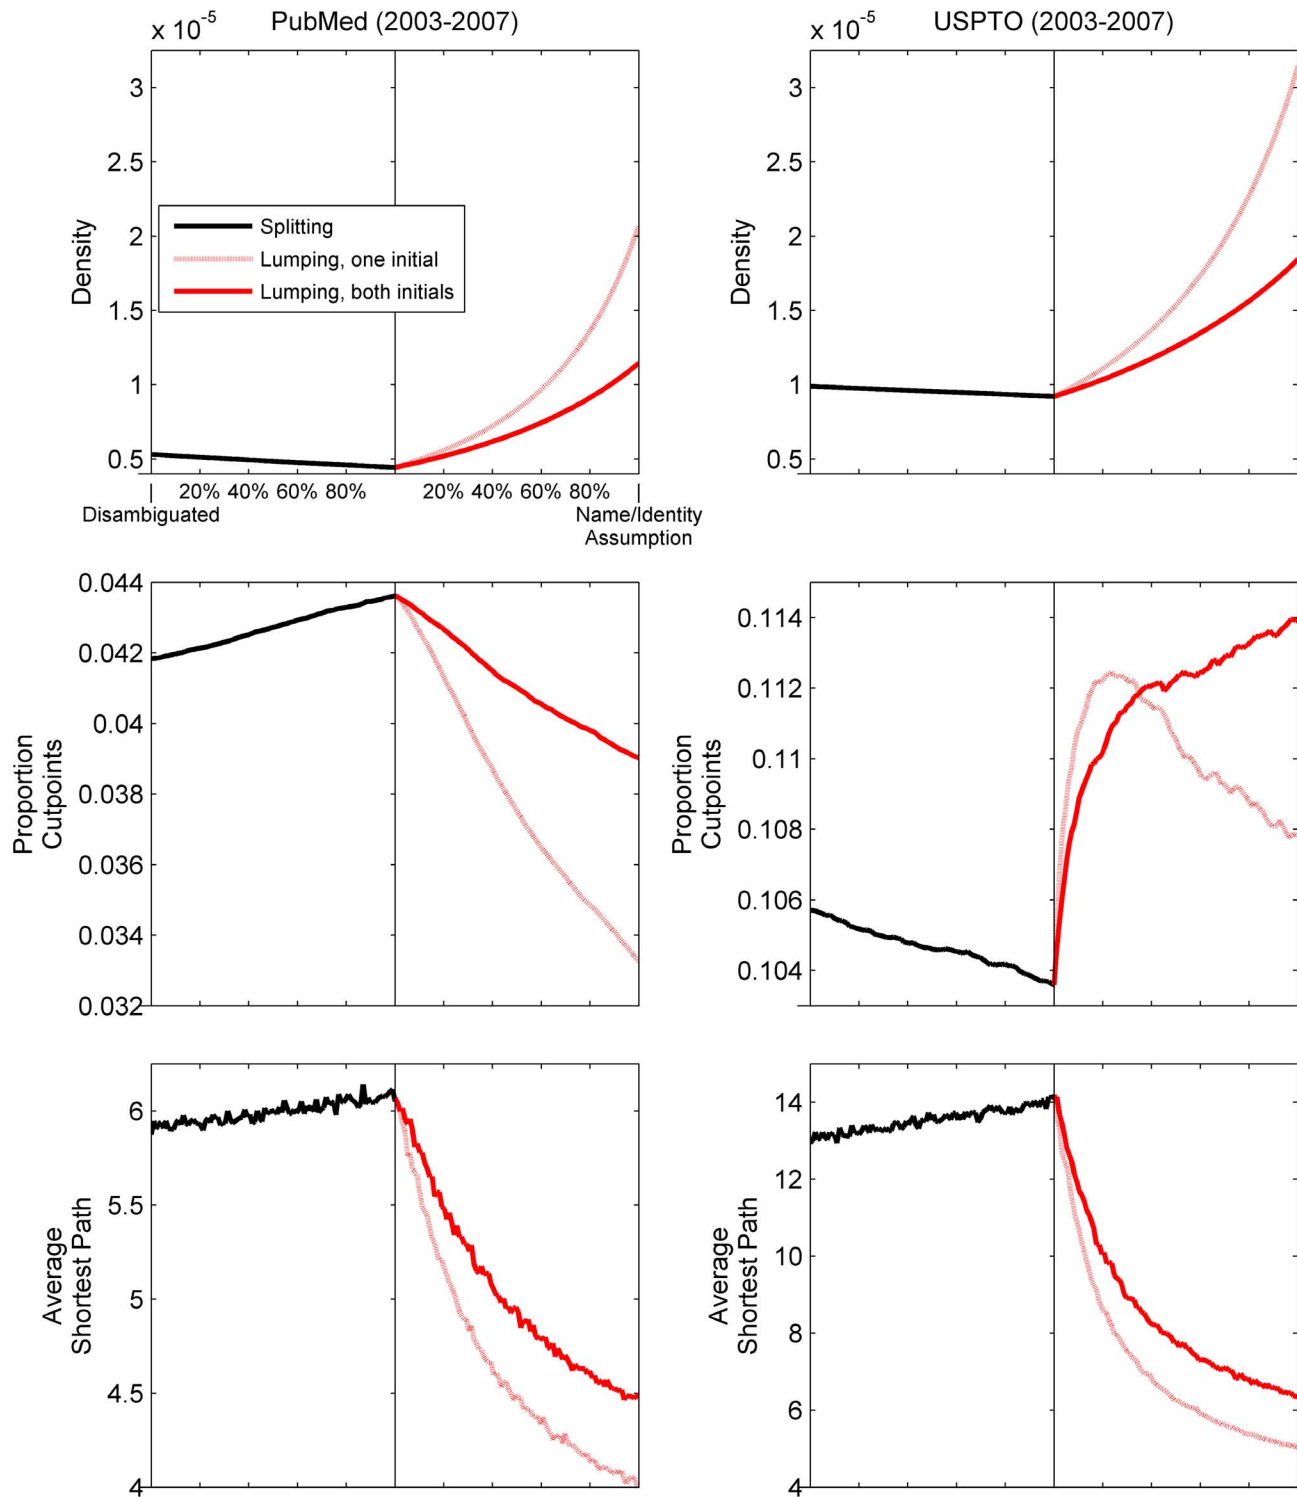 PubMed (2003-2007)
x 10⁻⁵
3
2.5
2
1.5
1
0.5
Density
Splitting
Lumping, one initial
Lumping, both initials
20% 40% 60% 80%
20% 40% 60% 80%
Disambiguated
Name/Identity
Assumption
USPTO (2003-2007)
x 10⁻⁵
3
2.5
2
1.5
1
0.5
Density
0.044
0.042
0.04
0.038
0.036
0.034
0.032
Proportion
Cutpoints
0.114
0.112
0.11
0.108
0.106
0.104
Proportion
Cutpoints
6
5.5
5
4.5
4
Average
Shortest Path
14
12
10
8
6
4
Average
Shortest Path